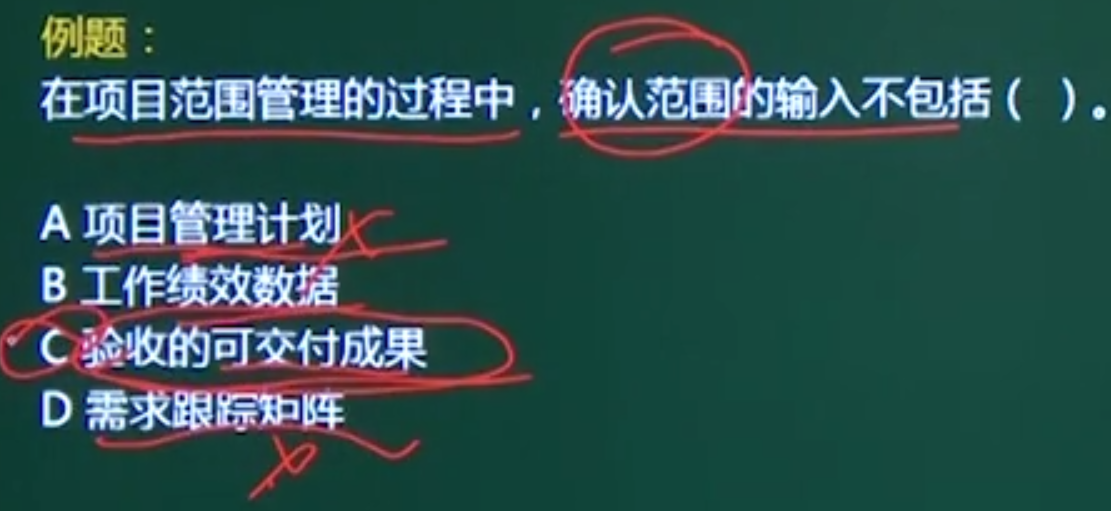 例题：
在项目范围管理的过程中，确认范围的输入不包括（ ）。
A 项目管理计划
B 工作绩效数据
C 验收的可交付成果
D 需求跟踪矩阵